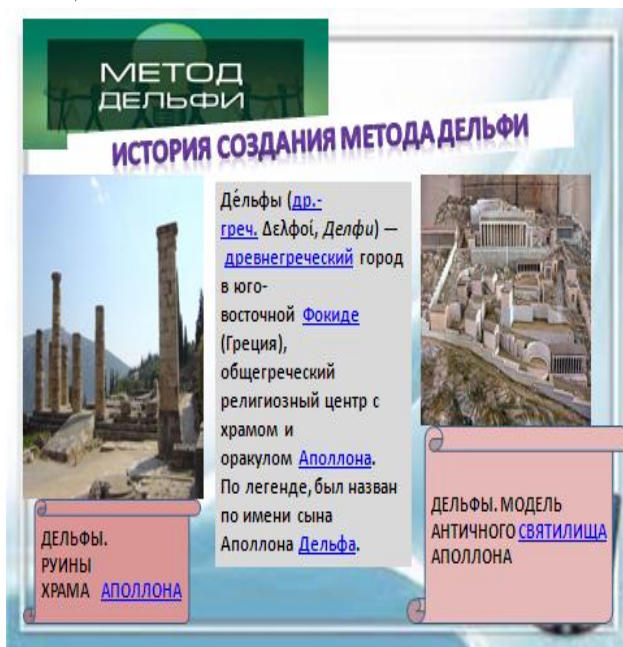 МЕТОД
ДЕЛЬФИ
ИСТОРИЯ СОЗДАНИЯ МЕТОДА ДЕЛЬФИ
Де́льфы (др.-
греч. Δελφοί, Делфи) —
древнегреческий город
в юго-
восточной Фокиде
(Греция),
общегреческий
религиозный центр с
храмом и
оракулом Аполлона.
По легенде, был назван
по имени сына
Аполлона Дельфа.
ДЕЛЬФЫ.
РУИНЫ
ХРАМА АПОЛЛОНА
ДЕЛЬФЫ. МОДЕЛЬ
АНТИЧНОГО СВЯТИЛИЩА
АПОЛЛОНА